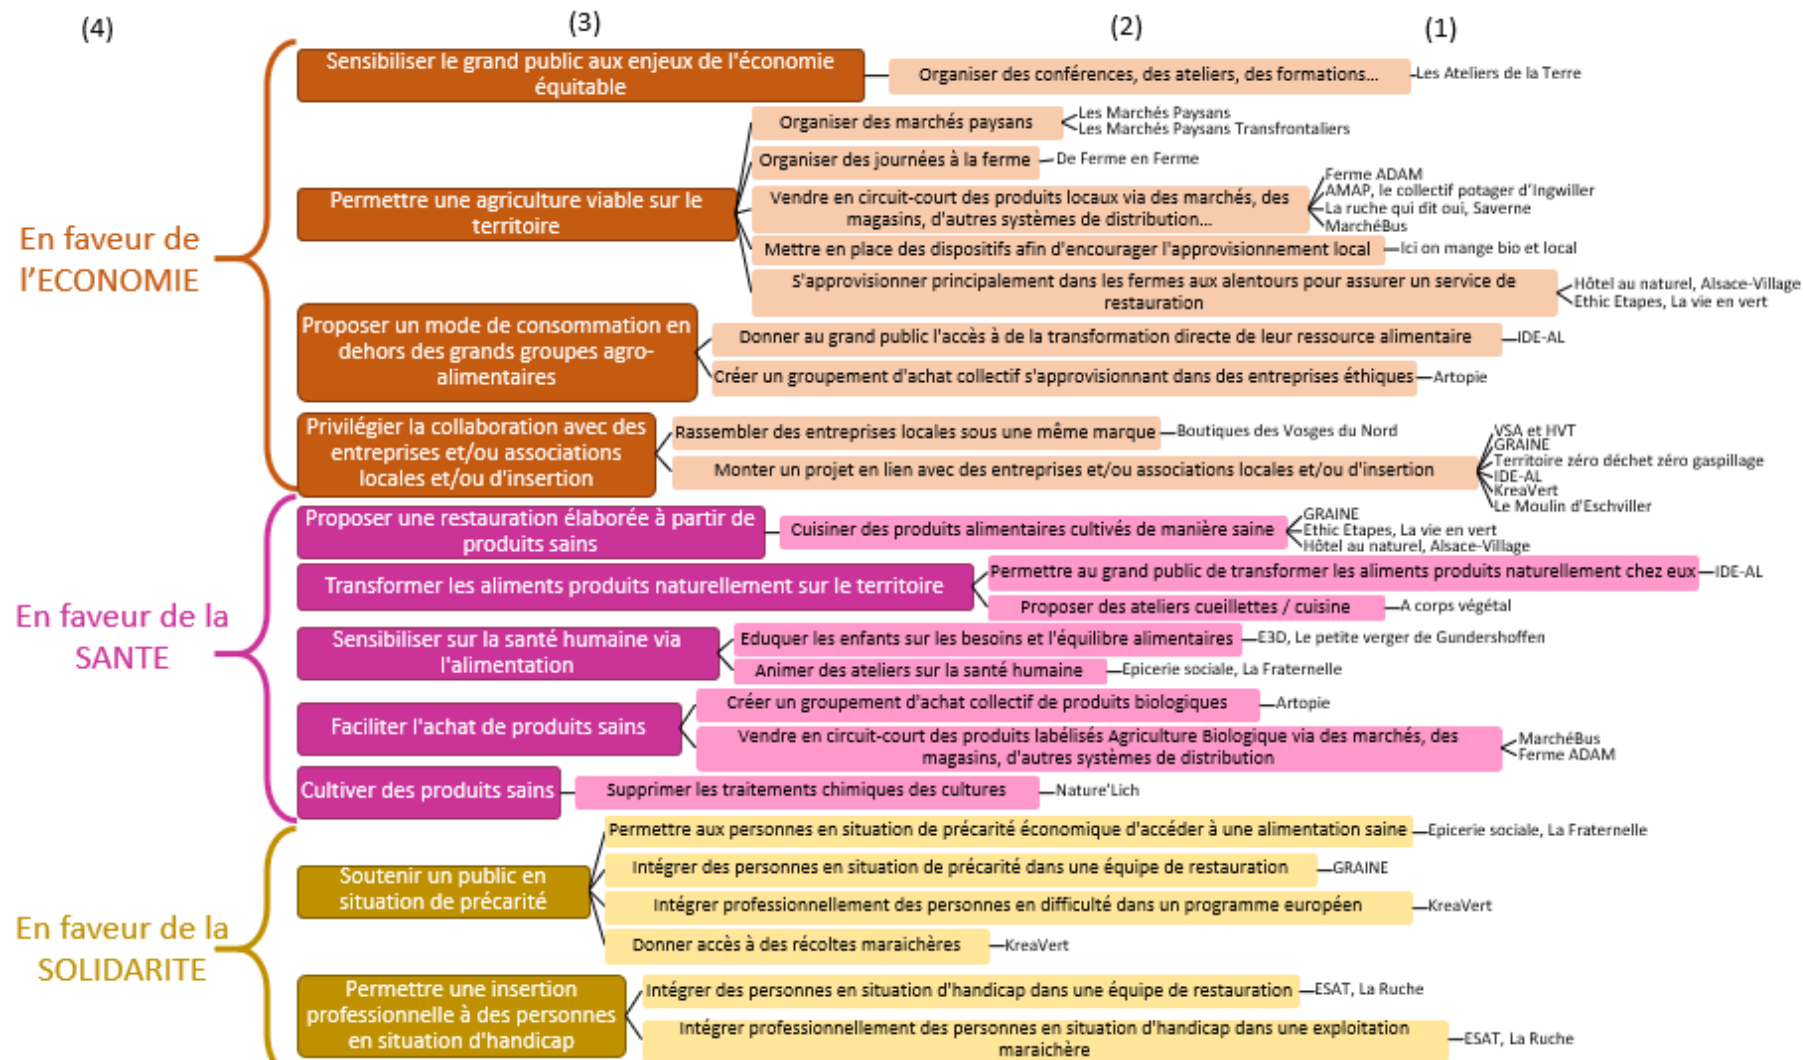 (4)
(3)
(2)
(1)
En faveur de
l'ECONOMIE
Sensibiliser le grand public aux enjeux de l'économie
équitable
Organiser des conférences, des ateliers, des formations...
Les Ateliers de la Terre
Permettre une agriculture viable sur le
territoire
Organiser des marchés paysans
Les Marchés Paysans
Les Marchés Paysans Transfrontaliers
Organiser des journées à la ferme
De Ferme en Ferme
Vendre en circuit-court des produits locaux via des marchés, des
magasins, d'autres systèmes de distribution...
Ferme ADAM
AMAP, le collectif potager d'Ingwiller
La ruche qui dit oui, Saverne
MarchéBus
Mettre en place des dispositifs afin d'encourager l'approvisionnement local
Ici on mange bio et local
S'approvisionner principalement dans les fermes aux alentours pour assurer un service de
restauration
Hôtel au naturel, Alsace-Village
Ethic Etapes, La vie en vert
Proposer un mode de consommation en
dehors des grands groupes agro-
alimentaires
Donner au grand public l'accès à de la transformation directe de leur ressource alimentaire
IDE-AL
Créer un groupement d'achat collectif s'approvisionnant dans des entreprises éthiques
Artopie
Privilégier la collaboration avec des
entreprises et/ou associations
locales et/ou d'insertion
Rassembler des entreprises locales sous une même marque
Boutiques des Vosges du Nord
Monter un projet en lien avec des entreprises et/ou associations locales et/ou d'insertion
VSA et HVT
GRAINE
Territoire zéro déchet zéro gaspillage
IDE-AL
KreaVert
Le Moulin d'Eschviller
En faveur de la
SANTE
Proposer une restauration élaborée à partir de
produits sains
Cuisiner des produits alimentaires cultivés de manière saine
GRAINE
Ethic Etapes, La vie en vert
Hôtel au naturel, Alsace-Village
Transformer les aliments produits naturellement sur le territoire
Permettre au grand public de transformer les aliments produits naturellement chez eux
IDE-AL
Proposer des ateliers cueillettes / cuisine
A corps végétal
Sensibiliser sur la santé humaine via
l'alimentation
Eduquer les enfants sur les besoins et l'équilibre alimentaires
E3D, Le petite verger de Gundershoffen
Animer des ateliers sur la santé humaine
Epicerie sociale, La Fraternelle
Faciliter l'achat de produits sains
Créer un groupement d'achat collectif de produits biologiques
Artopie
Vendre en circuit-court des produits labélisés Agriculture Biologique via des marchés, des
magasins, d'autres systèmes de distribution
MarchéBus
Ferme ADAM
Cultiver des produits sains
Supprimer les traitements chimiques des cultures
Nature'Lich
En faveur de la
SOLIDARITE
Soutenir un public en
situation de précarité
Permettre aux personnes en situation de précarité économique d'accéder à une alimentation saine
Epicerie sociale, La Fraternelle
Intégrer des personnes en situation de précarité dans une équipe de restauration
GRAINE
Intégrer professionnellement des personnes en difficulté dans un programme européen
KreaVert
Donner accès à des récoltes maraichères
KreaVert
Permettre une insertion
professionnelle à des personnes
en situation d'handicap
Intégrer des personnes en situation d'handicap dans une équipe de restauration
ESAT, La Ruche
Intégrer professionnellement des personnes en situation d'handicap dans une exploitation
maraichère
ESAT, La Ruche